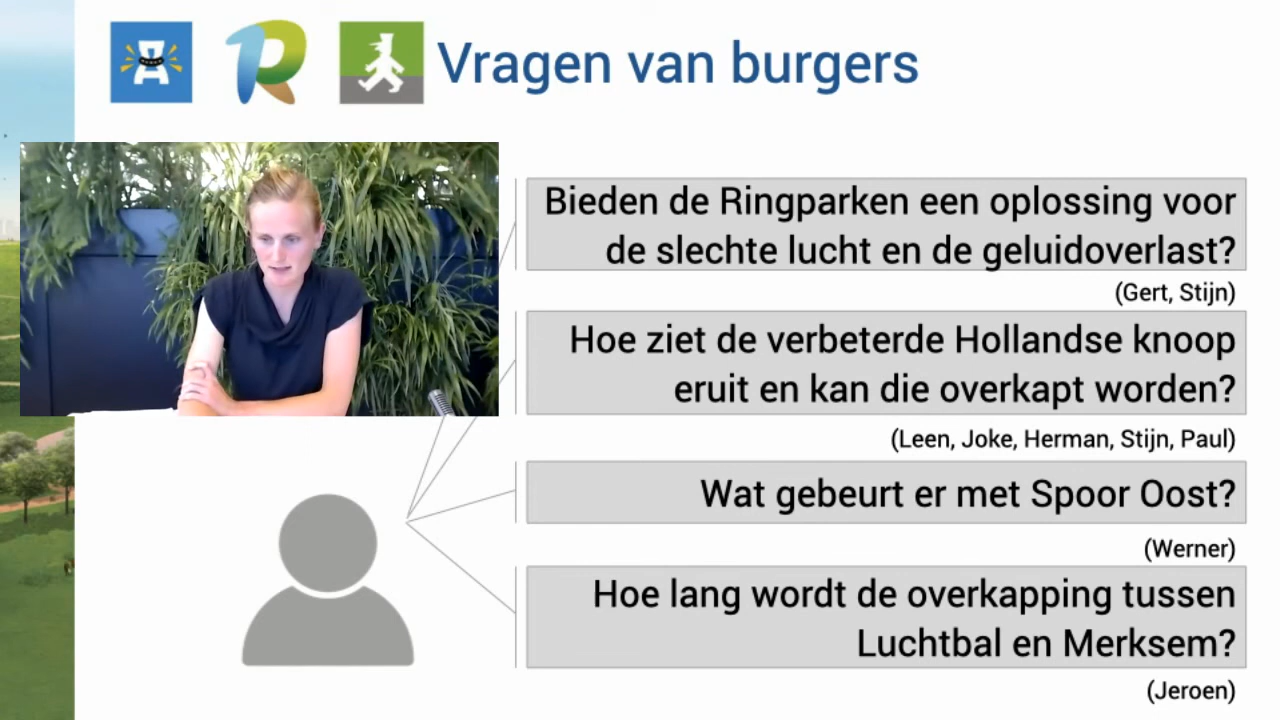 Vragen van burgers
Bieden de Ringparken een oplossing voor
de slechte lucht en de geluidoverlast?
(Gert, Stijn)
Hoe ziet de verbeterde Hollandse knoop
eruit en kan die overkapt worden?
(Leen, Joke, Herman, Stijn, Paul)
Wat gebeurt er met Spoor Oost?
(Werner)
Hoe lang wordt de overkapping tussen
Luchtbal en Merksem?
(Jeroen)